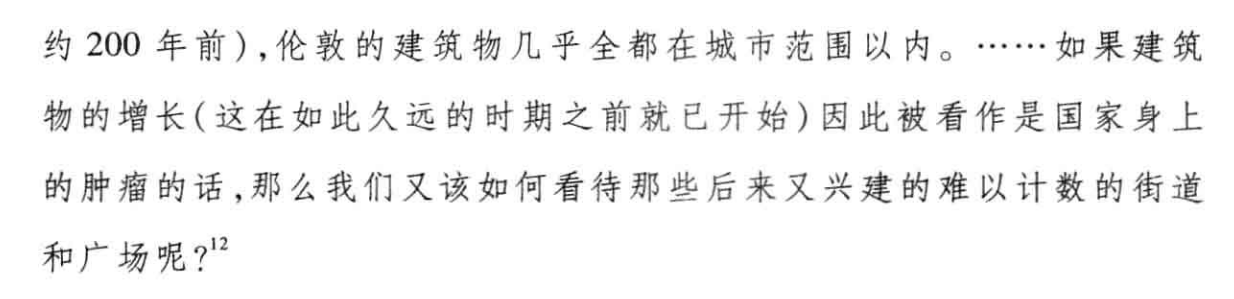 约 200 年前),伦敦的建筑物几乎全都在城市范围以内。……如果建筑
物的增长(这在如此久远的时期之前就已开始)因此被看作是国家身上
的肿瘤的话,那么我们又该如何看待那些后来又兴建的难以计数的街道
和广场呢?12